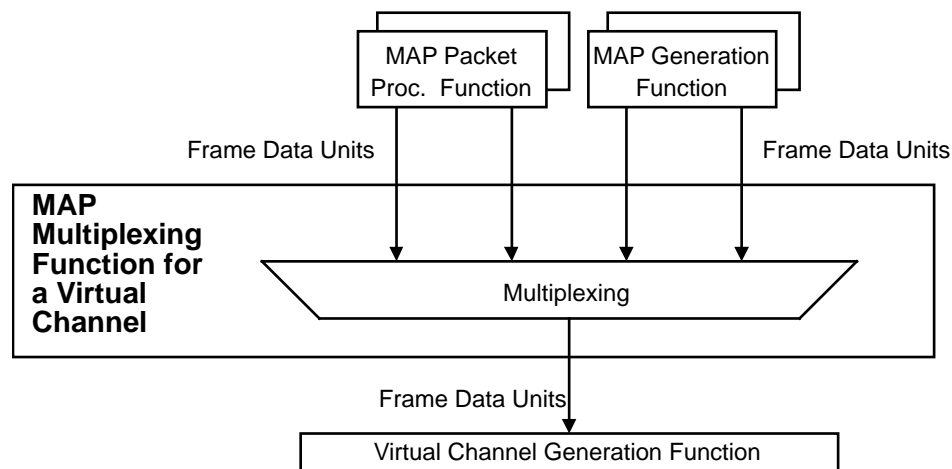 MAP Packet
Proc. Function
MAP Generation
Function
Frame Data Units
Frame Data Units
MAP
Multiplexing
Function for
a Virtual
Channel
Multiplexing
Frame Data Units
Virtual Channel Generation Function